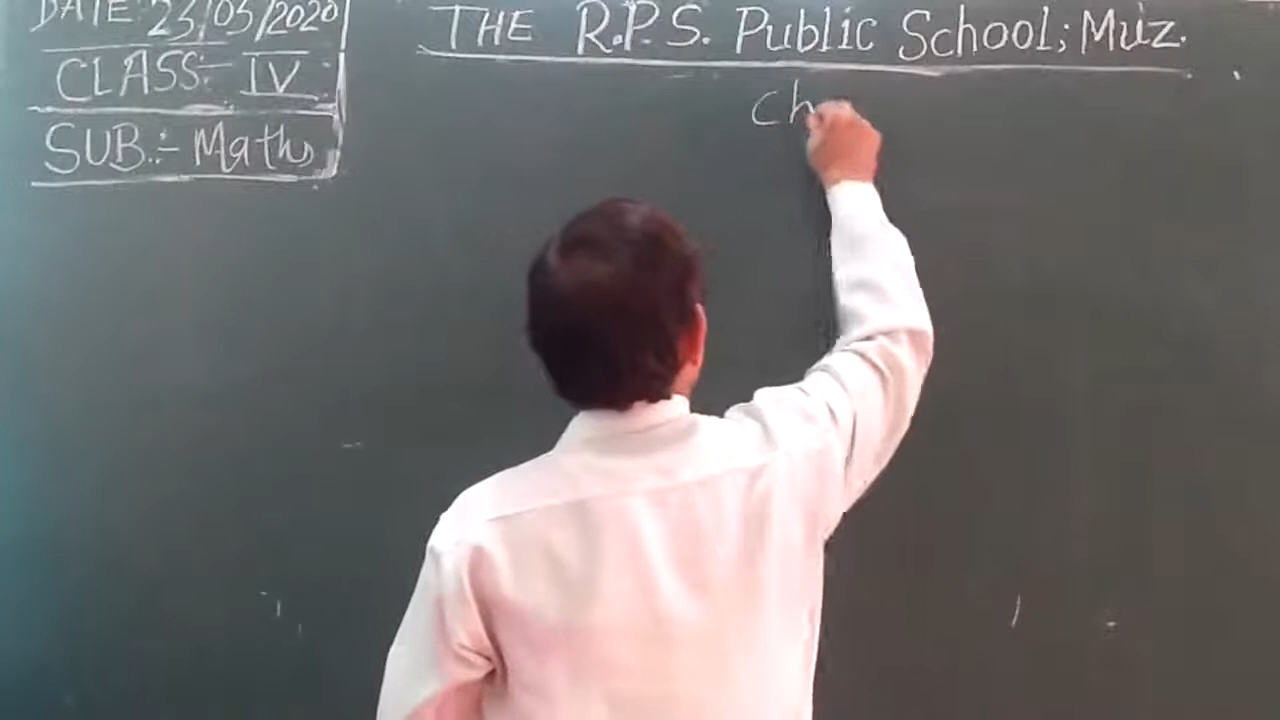 DATE:- 23/05/2020
CLASS:- IV
SUB.:- Maths
THE R.P.S. Public School; Muz.
Ch